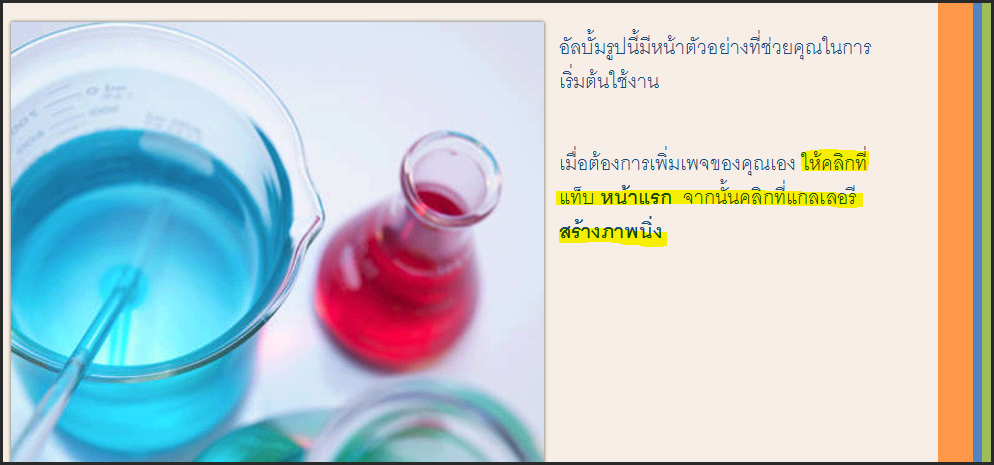 อัลบั้มรูปนี้มีหน้าตัวอย่างที่ช่วยคุณในการ
เริ่มต้นใช้งาน
เมื่อต้องการเพิ่มเพจของคุณเอง ให้คลิกที่
แท็บ หน้าแรก จากนั้นคลิกที่แกลเลอรี
สร้างภาพนิ่ง